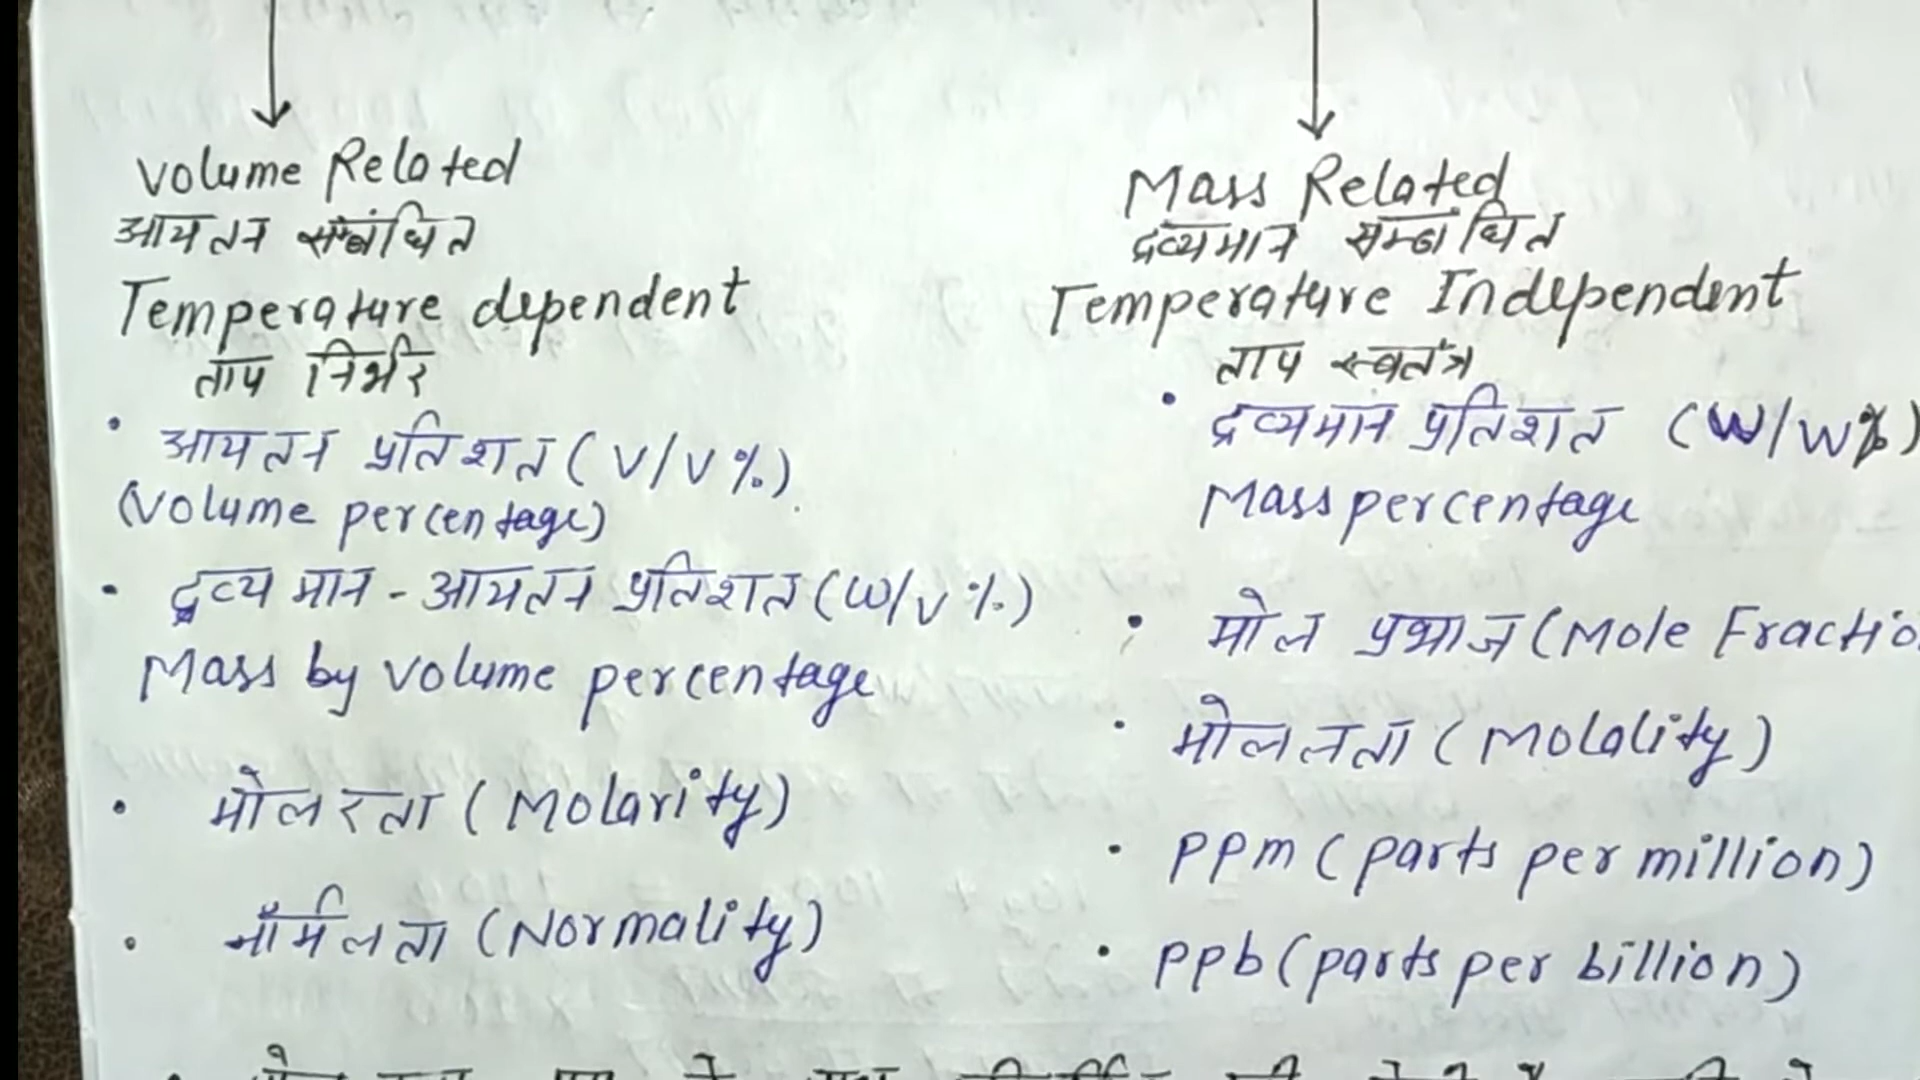 Volume Related
आयतन सम्बंधित
Temperature dependent
ताप निर्भर
• आयतन प्रतिशत (V/V %)
(Volume percentage)
• द्रव्यमान - आयतन प्रतिशत (W/V %)
Mass by volume percentage
• मोलरता (Molarity)
• नॉर्मलता (Normality)
Mass Related
द्रव्यमान सम्बंधित
Temperature Independent
ताप स्वतंत्र
• द्रव्यमान प्रतिशत (W/W%)
Mass percentage
• मोल प्रभाज (Mole Fractio
• मोललता (Molality)
• PPm (parts per million)
• PPb (parts per billion)